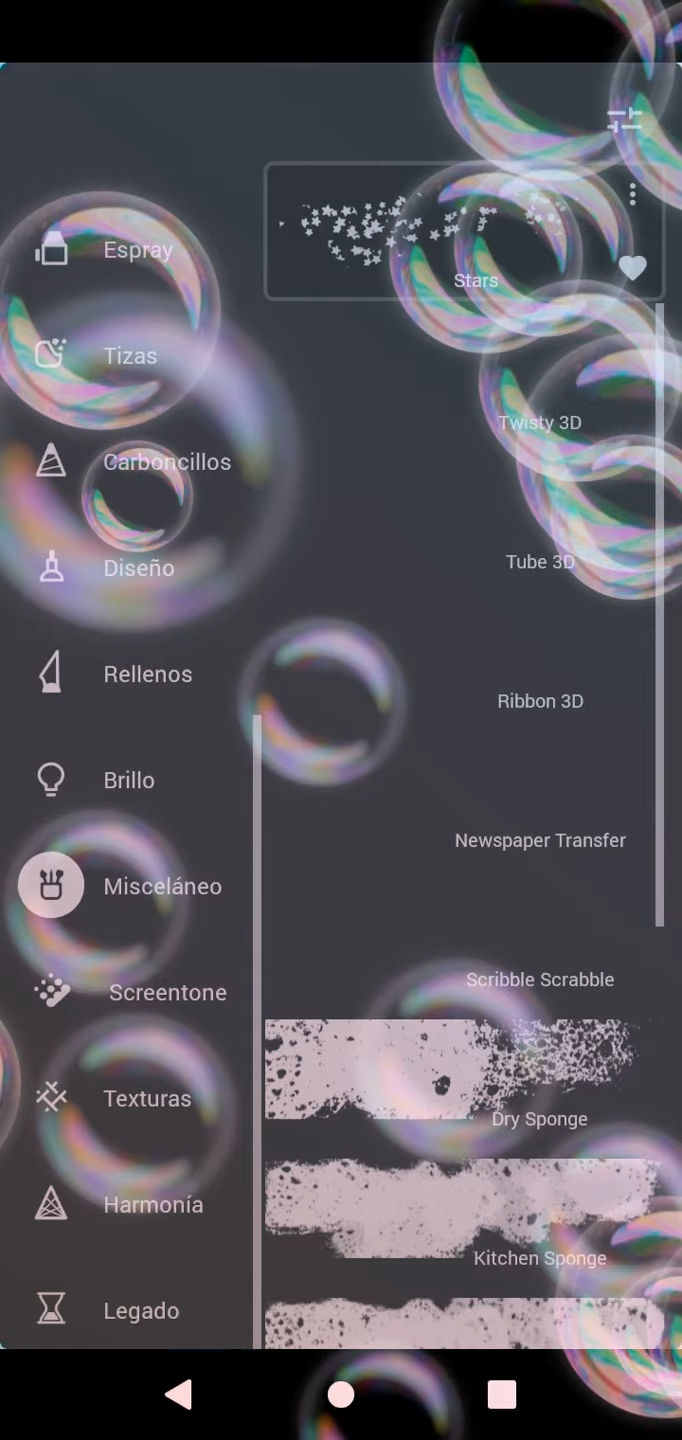 Espray
Tizas
Carboncillos
Diseño
Rellenos
Brillo
Misceláneo
Screentone
Texturas
Harmonía
Legado
Stars
Twisty 3D
Tube 3D
Ribbon 3D
Newspaper Transfer
Scribble Scrabble
Dry Sponge
Kitchen Sponge